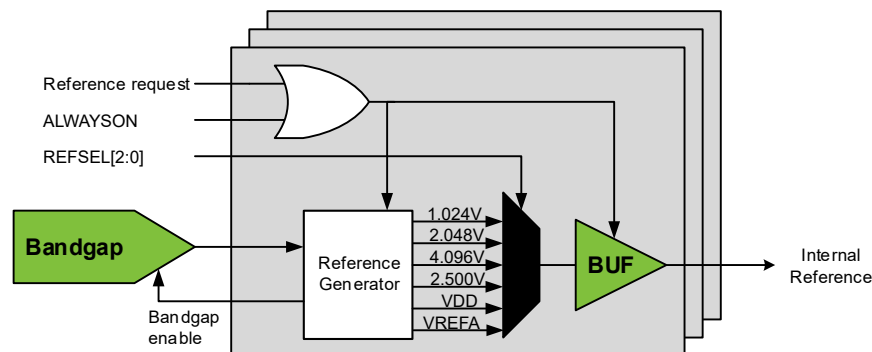 Reference request
ALWAYSON
REFSEL[2:0]
Bandgap
Bandgap
enable
Reference
Generator
1.024V
2.048V
4.096V
2.500V
VDD
VREFA
BUF
Internal
Reference